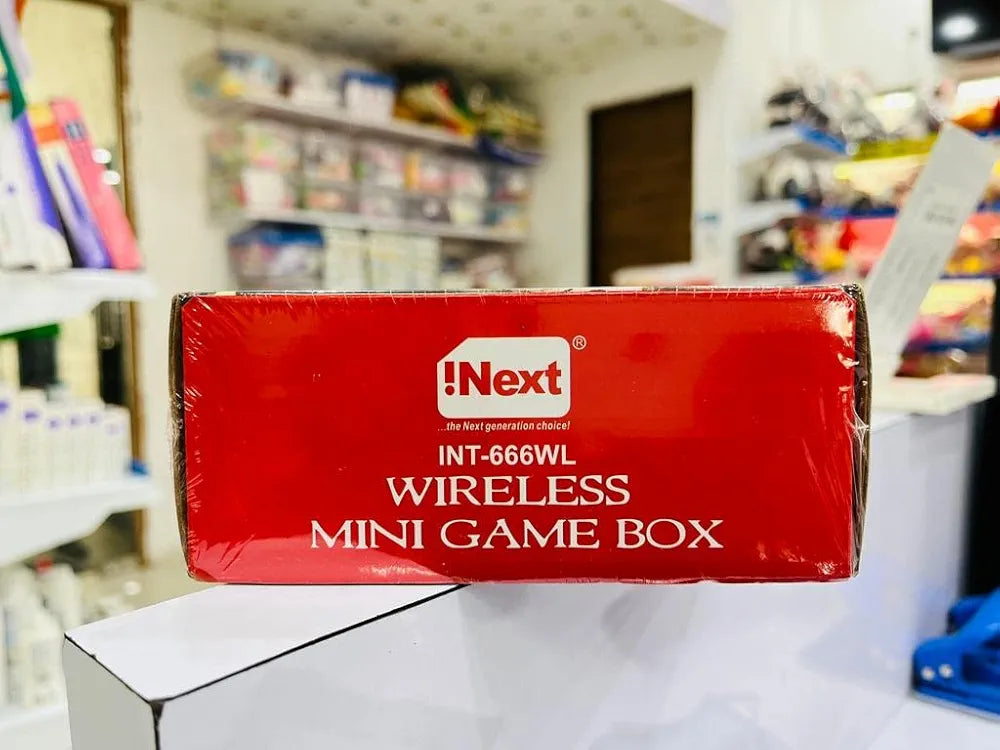 !Next®
...the Next generation choice!
INT-666WL
WIRELESS
MINI GAME BOX